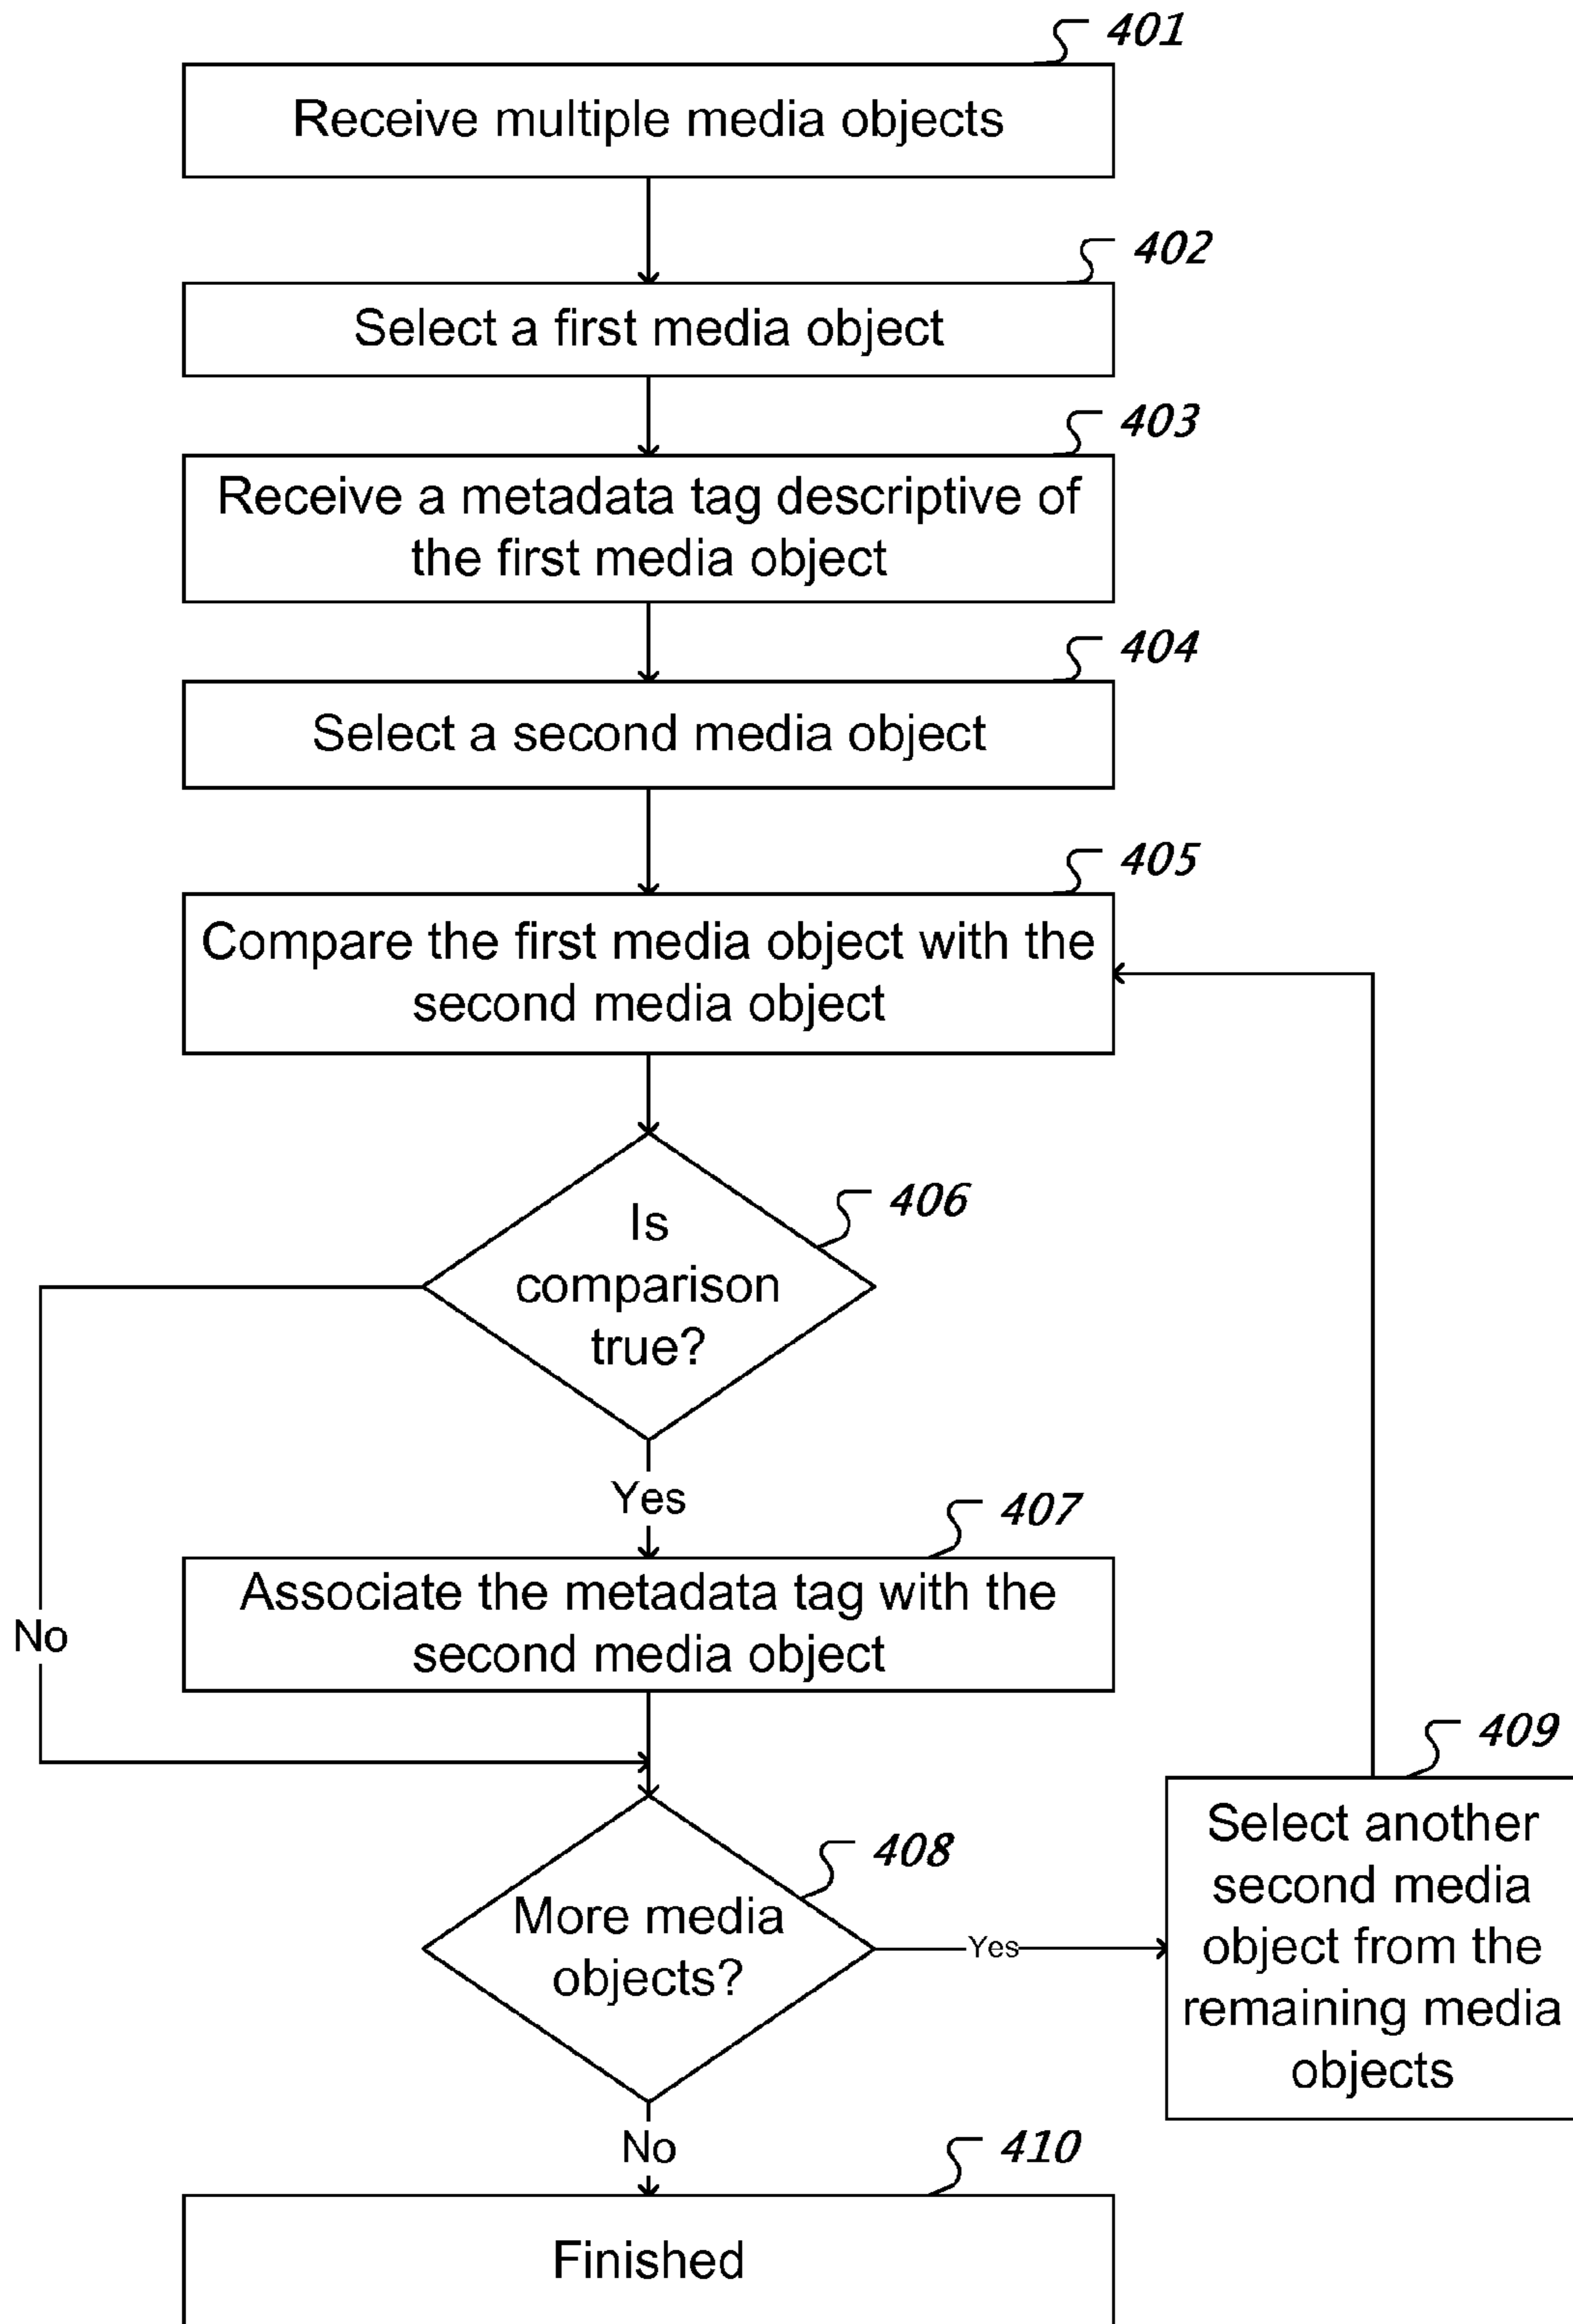 401
Receive multiple media objects
402
Select a first media object
403
Receive a metadata tag descriptive of
the first media object
404
Select a second media object
405
Compare the first media object with the
second media object
406
Is
comparison
true?
Yes
407
Associate the metadata tag with the
second media object
No
409
Select another
second media
object from the
remaining media
objects
408
More media
objects?
Yes
No
410
Finished